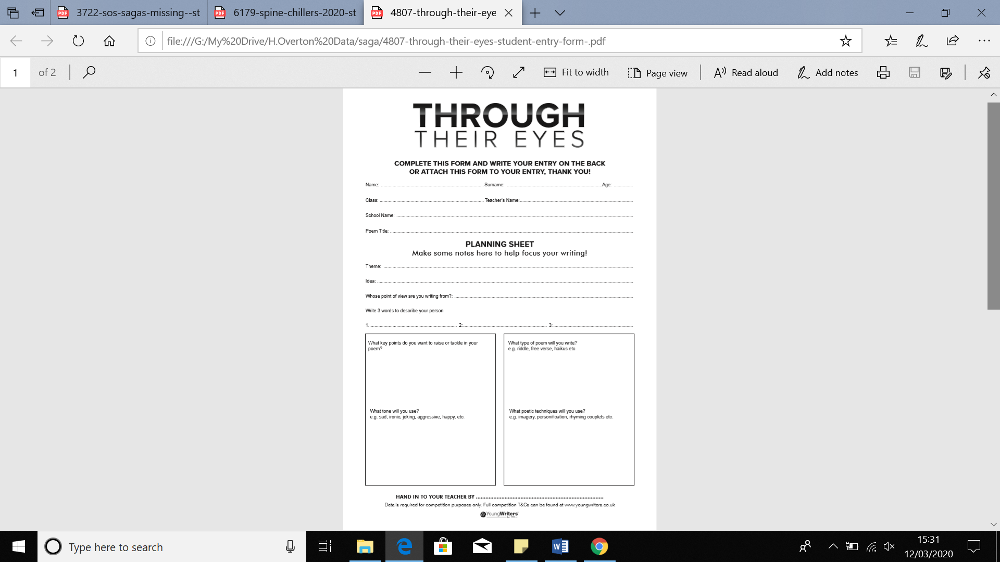 3722-sos-sagas-missing--st
6179-spine-chillers-2020-st
4807-through-their-eye
file:///G:/My%20Drive/H.Overton%20Data/saga/4807-through-their-eyes-student-entry-form-.pdf
1 of 2
Fit to width
Page view
Read aloud
Add notes
THROUGH
THEIR EYES
COMPLETE THIS FORM AND WRITE YOUR ENTRY ON THE BACK
OR ATTACH THIS FORM TO YOUR ENTRY, THANK YOU!
Name: Surname: Age:
Class: Teacher's Name:
School Name:
Poem Title:
PLANNING SHEET
Make some notes here to help focus your writing!
Theme:
Idea:
Whose point of view are you writing from?:
Write 3 words to describe your person
1 2: 3:
What key points do you want to raise or tackle in your
poem?
What tone will you use?
e.g. sad, ironic, joking, aggressive, happy, etc.
What type of poem will you write?
e.g. riddle, free verse, haikus etc
What poetic techniques will you use?
e.g. imagery, personification, rhyming couplets etc.
HAND IN TO YOUR TEACHER BY
Details required for competition purposes only. Full competition T&Cs can be found at www.youngwriters.co.uk
YoungWriters
Type here to search
15:31
12/03/2020